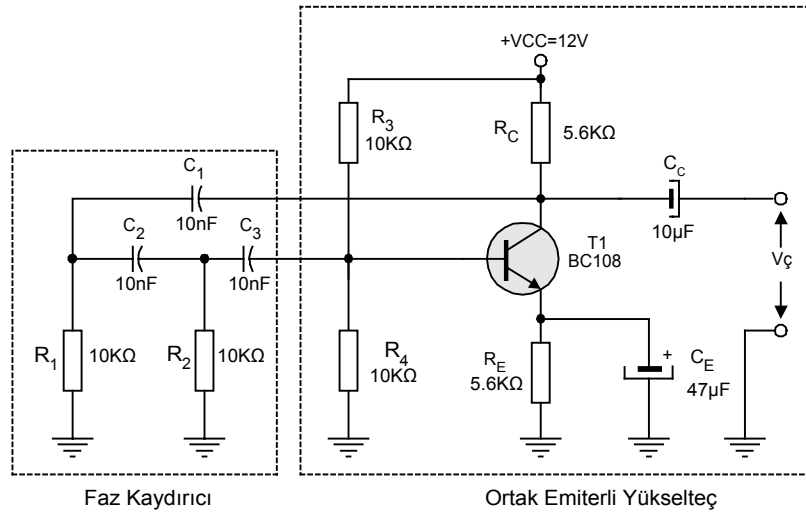 +VCC=12V
R3
10KΩ
RC
5.6KΩ
C1
10nF
CC
10µF
C2
10nF
C3
10nF
T1
BC108
Vç
R1
10KΩ
R2
10KΩ
R4
10KΩ
RE
5.6KΩ
+
CE
47µF
Faz Kaydırıcı
Ortak Emiterli Yükselteç